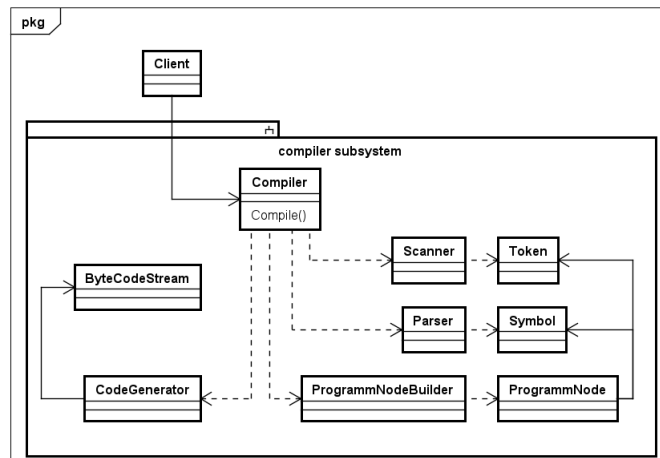 pkg
Client
compiler subsystem
Compiler
Compile()
Scanner
Token
ByteCodeStream
Parser
Symbol
CodeGenerator
ProgrammNodeBuilder
ProgrammNode